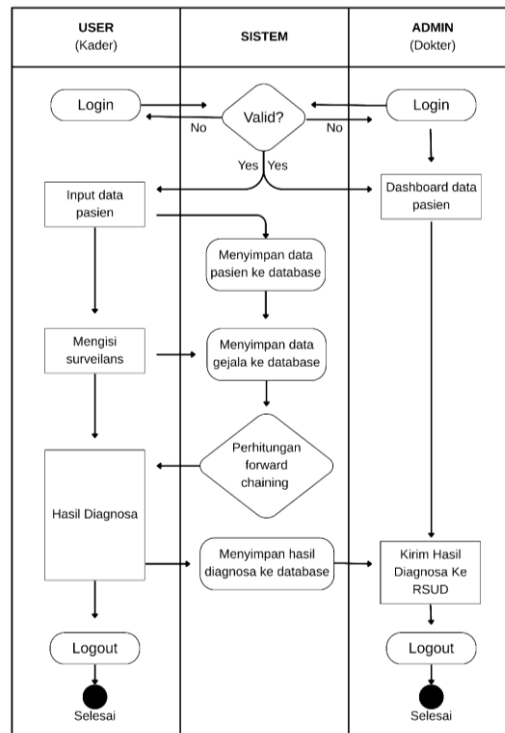 USER
(Kader)
SISTEM
ADMIN
(Dokter)
Login
Valid?
Login
No
No
Yes
Yes
Input data
pasien
Dashboard data
pasien
Menyimpan data
pasien ke database
Mengisi
surveilans
Menyimpan data
gejala ke database
Perhitungan
forward
chaining
Hasil Diagnosa
Menyimpan hasil
diagnosa ke database
Kirim Hasil
Diagnosa Ke
RSUD
Logout
Logout
Selesai
Selesai